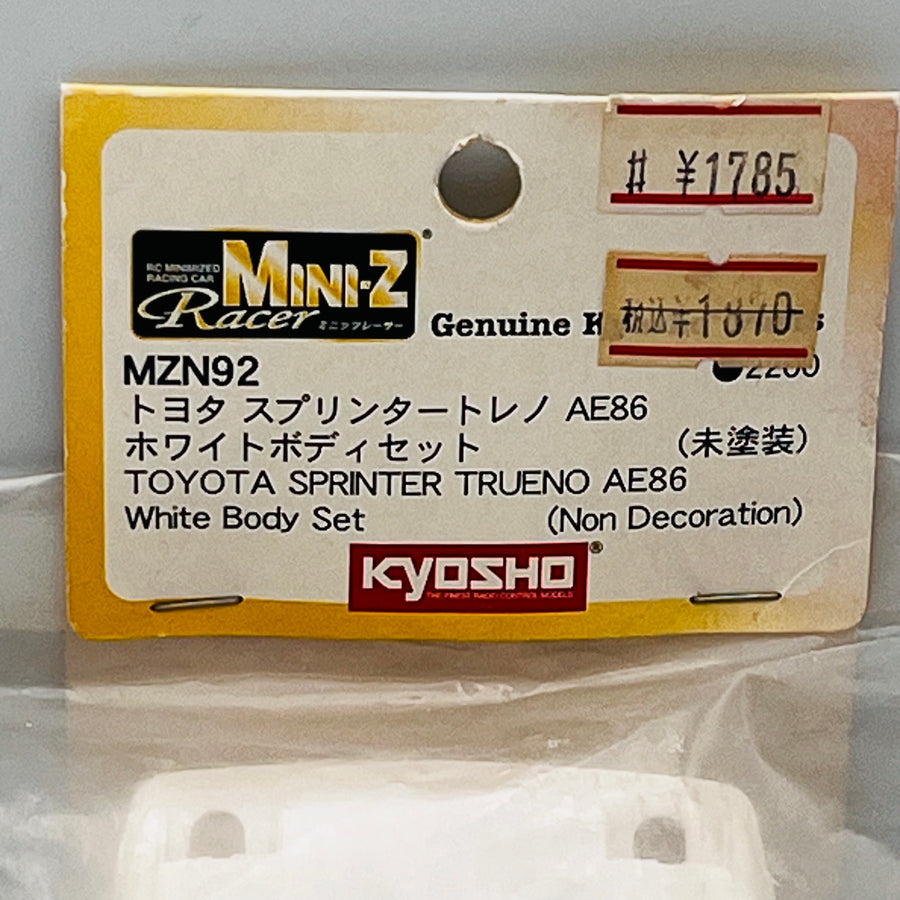 # ¥1785
RC MINIMIZED
RACING CAR
MINI-Z
Racer
ミニッツレーサー
Genuine
税込¥1870
MZN92
●2200
トヨタ スプリンタートレノ AE86
ホワイトボディセット (未塗装)
TOYOTA SPRINTER TRUENO AE86
White Body Set (Non Decoration)
KYOSHO®
THE FINEST RADIO CONTROL MODELS